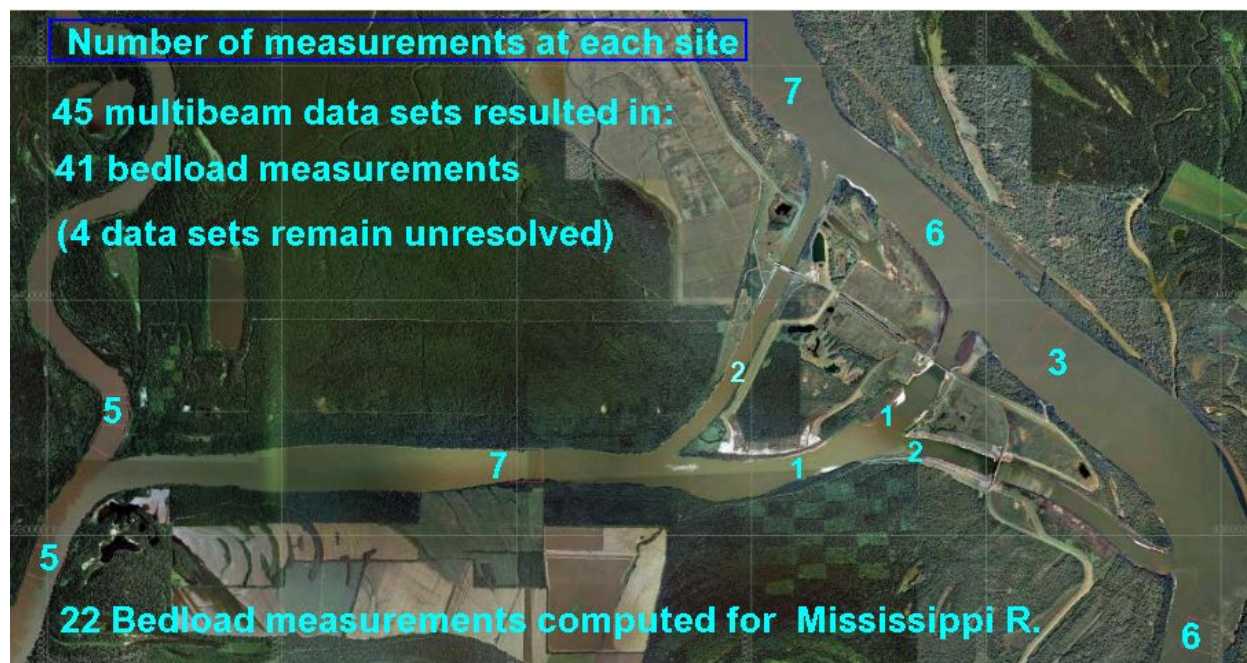 Number of measurements at each site
45 multibeam data sets resulted in:
41 bedload measurements
(4 data sets remain unresolved)
7
6
3
2
5
1
2
7
1
5
22 Bedload measurements computed for  Mississippi R.
6